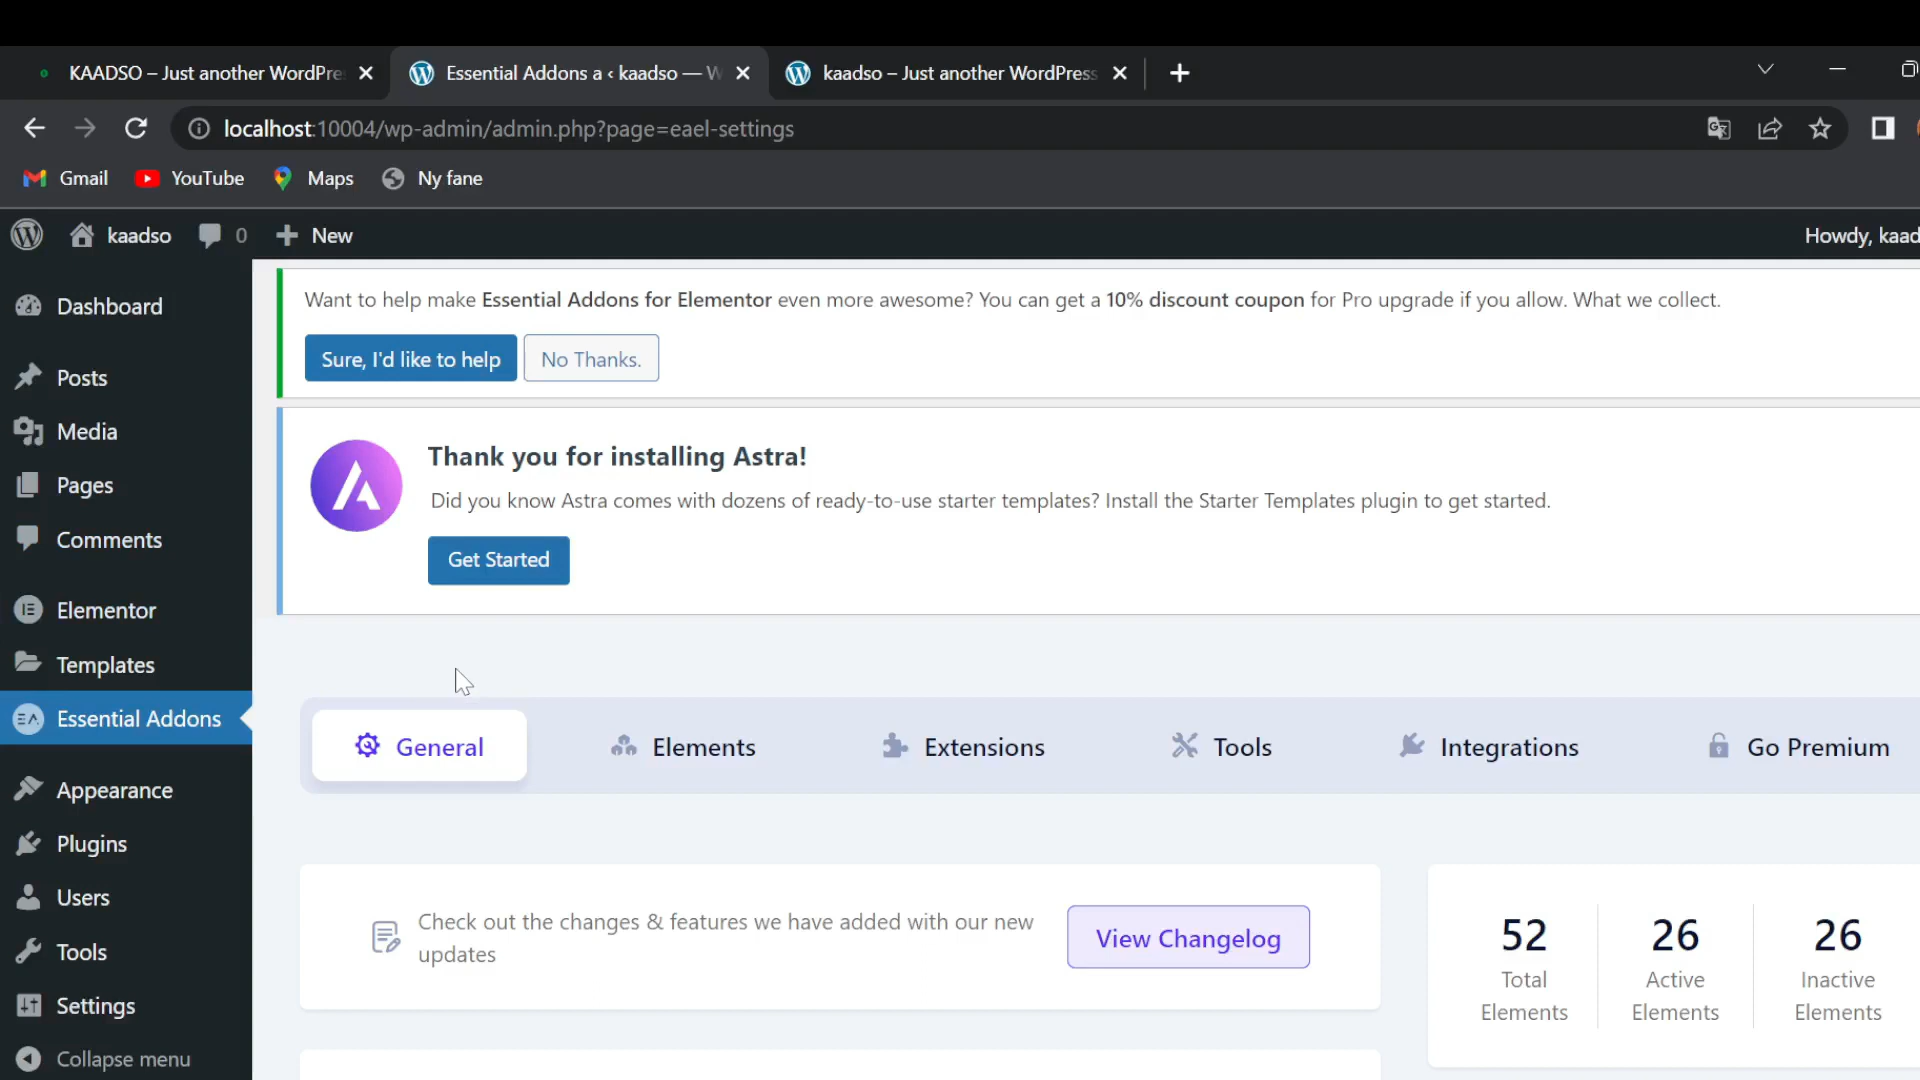 KAADSO – Just another WordPre
Essential Addons a ‹ kaadso — W
kaadso – Just another WordPress
localhost:10004/wp-admin/admin.php?page=eael-settings
Gmail
YouTube
Maps
Ny fane
kaadso
0
New
Howdy, kaad
Dashboard
Posts
Media
Pages
Comments
Elementor
Templates
Essential Addons
Appearance
Plugins
Users
Tools
Settings
Collapse menu
Want to help make Essential Addons for Elementor even more awesome? You can get a 10% discount coupon for Pro upgrade if you allow. What we collect.
Sure, I'd like to help
No Thanks.
Thank you for installing Astra!
Did you know Astra comes with dozens of ready-to-use starter templates? Install the Starter Templates plugin to get started.
Get Started
General
Elements
Extensions
Tools
Integrations
Go Premium
Check out the changes & features we have added with our new
updates
View Changelog
52
Total
Elements
26
Active
Elements
26
Inactive
Elements